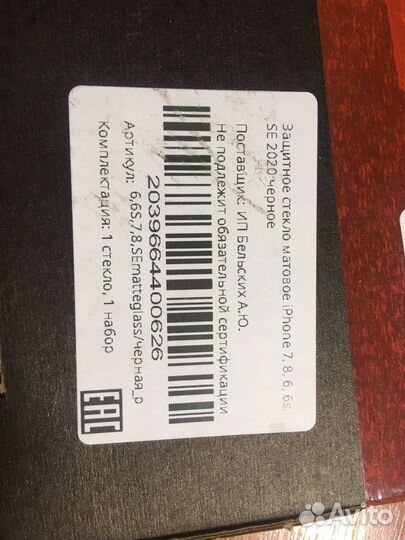 Защитное стекло матовое iPhone 7, 8, 6, 6s,
SE 2020 черное
Поставщик: ИП Бельских А.Ю.
Не подлежит обязательной сертификации
2039664400626
Артикул: 6,6S,7,8,SEmatteglass/черная_р
Комплектация: 1 стекло, 1 набор
EAC
Avito